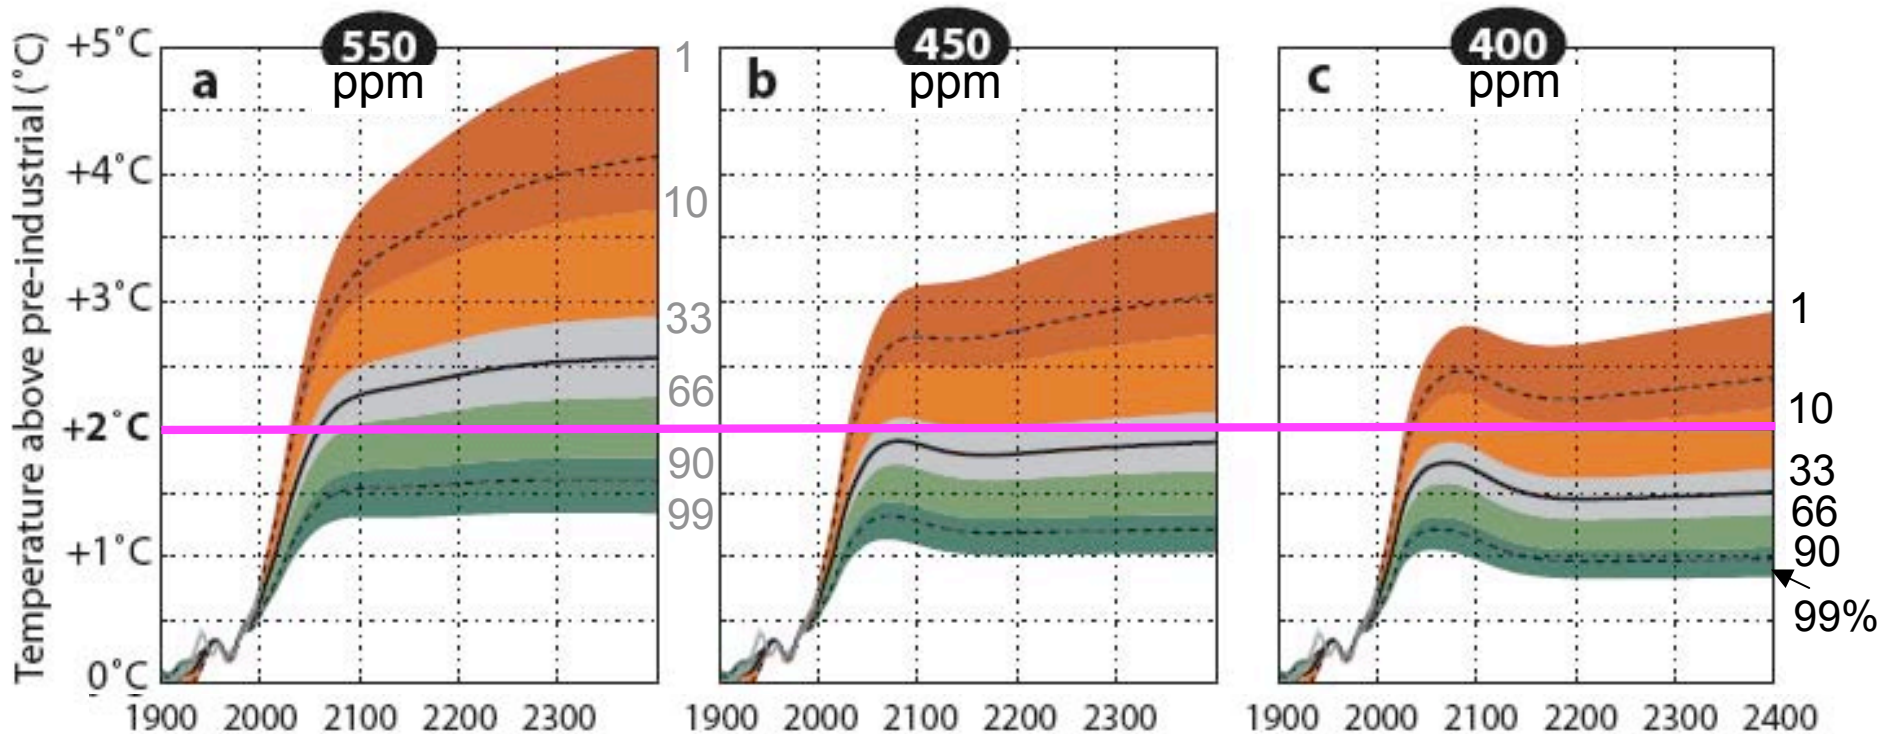 Temperature above pre-industrial (˚C)
+5˚C
+4˚C
+3˚C
+2˚C
+1˚C
0˚C
550
ppm
a
1
10
33
66
90
99
1900 2000 2100 2200 2300
450
ppm
b
1900 2000 2100 2200 2300
400
ppm
c
1
10
33
66
90
99%
1900 2000 2100 2200 2300 2400